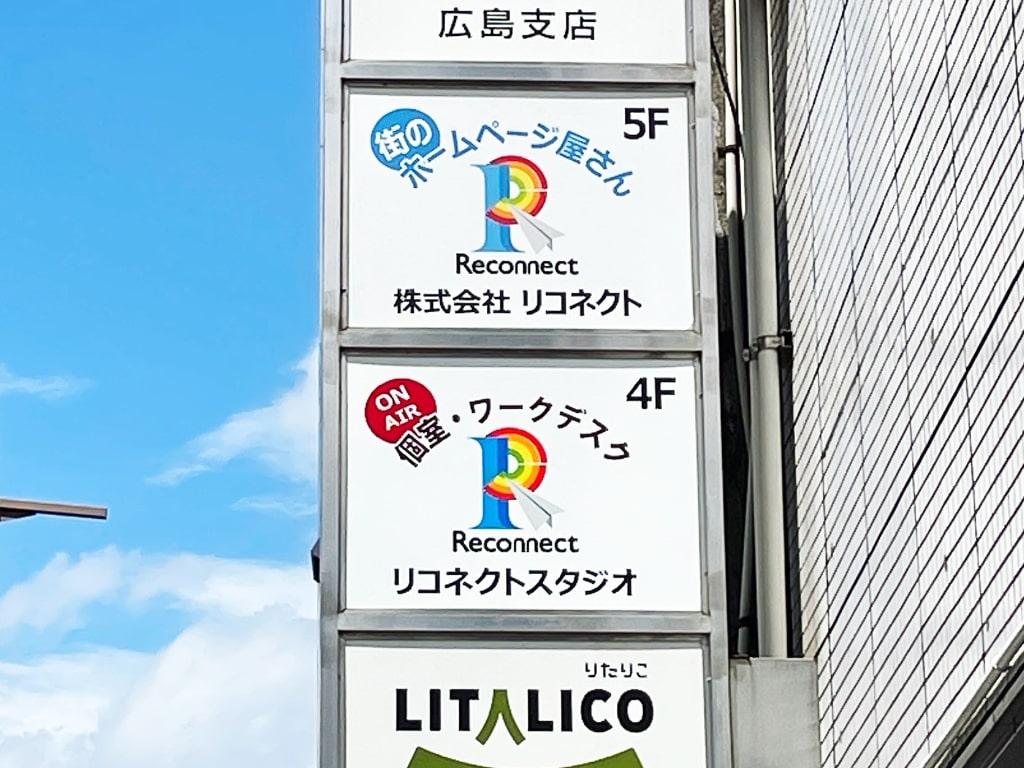 広島支店
5F
街の
ホームページ屋さん
Reconnect
株式会社 リコネクト
4F
ON
AIR
個室・ワークデスク
Reconnect
リコネクトスタジオ
りたりこ
LITALICO